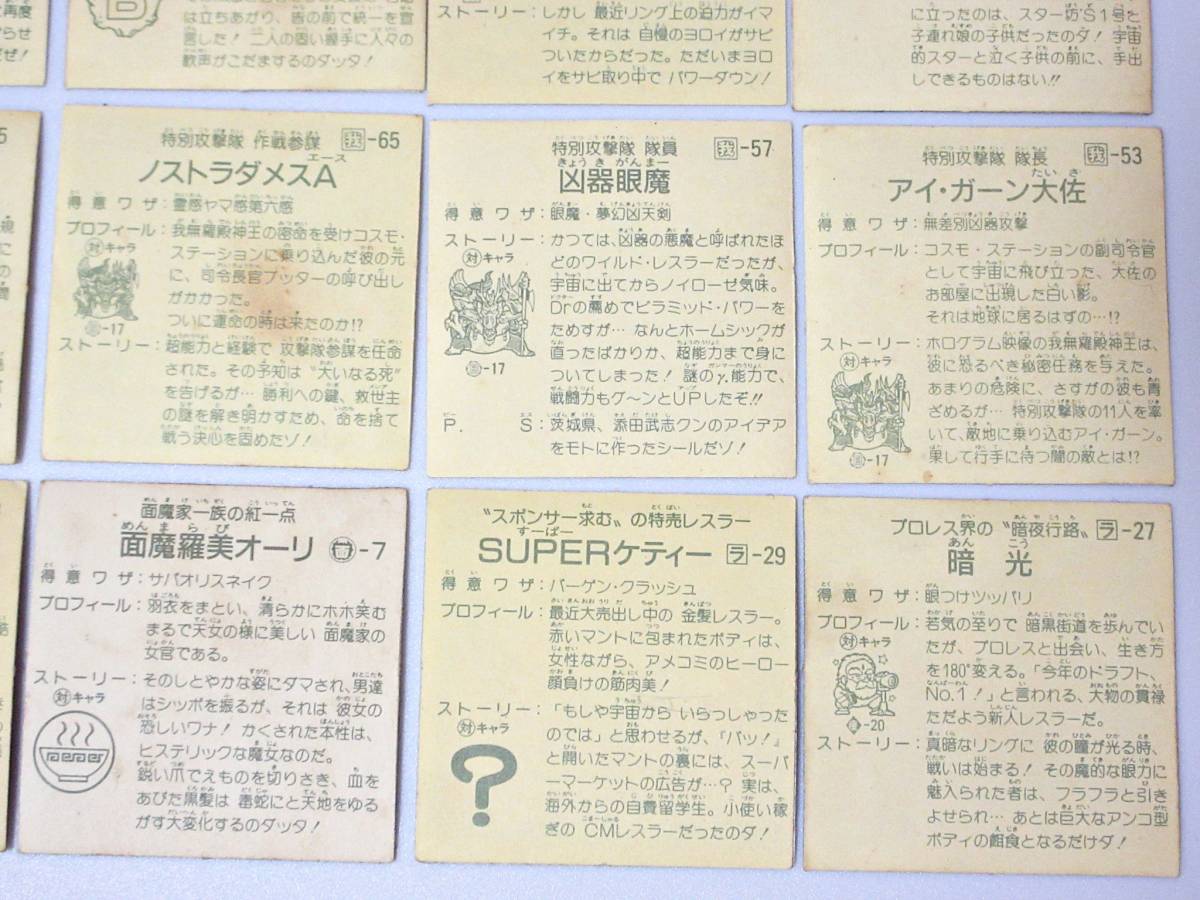 再度
らせ
ぜ!
は立ちあがり、皆の前で統一を宣
言した! 二人の固い握手に人々の
歓声がこだまするのダッタ!
ストーリー:
しかし 最近リング上の迫力がイマ
イチ。それは 自慢のヨロイがサビ
ついたからだった。ただいまヨロ
イをサビ取り中で パワーダウン!
に立ったのは、スター坊'S1号と
子連れ娘の子供だったのダ! 宇宙
的スターと泣く子供の前に、手出
しできるものはない!!
特別攻撃隊 作戦参謀 我-65
ノストラダメスA
得意ワザ:霊感ヤマ感第六感
プロフィール:我無羅殿神王の密命を受けコスモ・
ステーションに乗り込んだ彼の元
に、司令長官ブッターの呼び出し
がかかった。
ついに運命の時は来たのか!?
対キャラ
-17
ストーリー:超能力と経験で 攻撃隊参謀を任命
された。その予知は“大いなる死”
を告げるが… 勝利への鍵、救世主
の謎を解き明かすため、命を捨て
戦う決心を固めたゾ!
特別攻撃隊 隊員 我-57
凶器眼魔
得意ワザ:眼魔・夢幻凶天剣
ストーリー:かつては、凶器の悪魔と呼ばれたほ
どのワイルド・レスラーだったが、
宇宙に出てからノイローゼ気味。
Drの薦めでピラミッド・パワーを
ためすが… なんとホームシックが
直ったばかりか、超能力まで身に
ついてしまった! 謎のγ.能力で、
戦闘力もグ〜ンとUPしたぞ!!
対キャラ
-17
P.S:茨城県、添田武志クンのアイデア
をモトに作ったシールだゾ!
特別攻撃隊 隊長 我-53
アイ・ガーン大佐
得意ワザ:無差別凶器攻撃
プロフィール:コスモ・ステーションの副司令官
として宇宙に飛び立った、大佐の
お部屋に出現した白い影。
それは地球に居るはずの…!?
ストーリー:ホログラム映像の我無羅殿神王は、
彼に恐るべき秘密任務を与えた。
あまりの危険に、さすがの彼も青
ざめるが… 特別攻撃隊の11人を率
いて、敵地に乗り込むアイ・ガーン。
果して行手に待つ闇の敵とは!?
対キャラ
-17
面魔家一族の紅一点
面魔羅美オーリ 面-7
得意ワザ:サバオリスネイク
プロフィール:羽衣をまとい、清らかにホホ笑む
まるで天女の様に美しい 面魔家の
女官である。
ストーリー:そのしとやかな姿にダマされ、男達
はシッポを振るが、それは 彼女の
恐しいワナ! かくされた本性は、
ヒステリックな魔女なのだ。
鋭い爪でえものを切りさき、血を
あびた黒髪は 毒蛇にと天地をゆる
がす大変化するのダッタ!
対キャラ
“スポンサー求む”の特売レスラー
SUPERケティー ラ-29
得意ワザ:バーゲン・クラッシュ
プロフィール:最近大売出し中の 金髪レスラー。
赤いマントに包まれたボディは、
女性ながら、アメコミのヒーロー
顔負けの筋肉美!
ストーリー:「もしや宇宙から いらっしゃった
のでは」と思わせるが、「バッ!」
と開いたマントの裏には、スーパ
ーマーケットの広告が…? 実は、
海外からの自費留学生。小使い稼
ぎの CMレスラーだったのダ!
対キャラ
?
プロレス界の “暗夜行路” ラ-27
暗光
得意ワザ:眼つけツッパリ
プロフィール:若気の至りで 暗黒街道を歩んでい
たが、プロレスと出会い、生き方
を180°変える。「今年のドラフト、
No.1!」と言われる、大物の貫禄
ただよう新人レスラーだ。
対キャラ
-20
ストーリー:真暗なリングに 彼の瞳が光る時、
戦いは始まる! その魔的な眼力に
魅入られた者は、フラフラと引き
よせられ… あとは巨大なアンコ型
ボディの餌食となるだけダ!